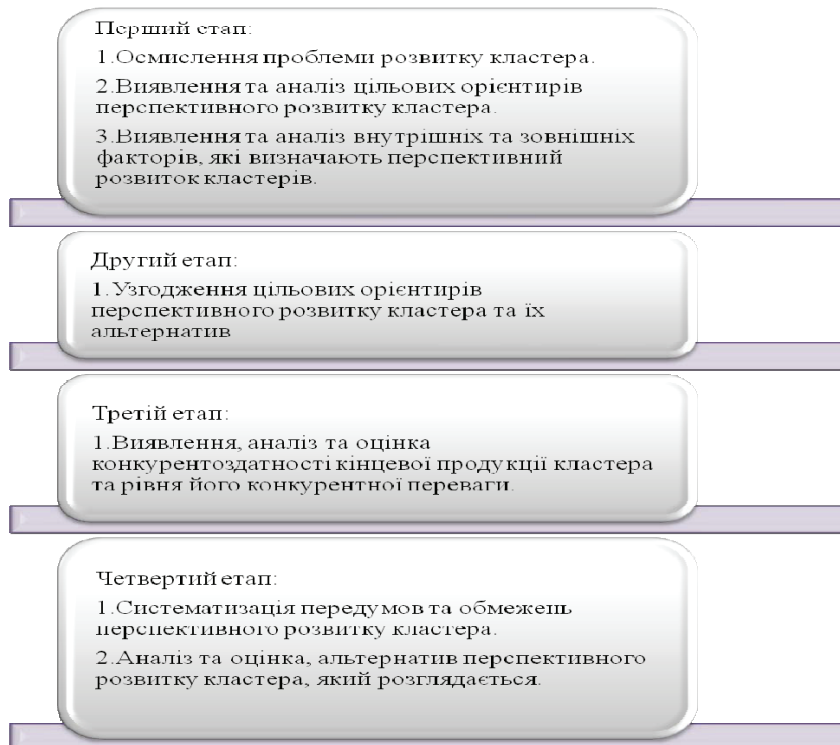 Перший етап:
1.Осмислення проблеми розвитку кластера.
2.Виявлення та аналіз цільових орієнтирів
перспективного розвитку кластера.
3.Виявлення та аналіз внутрішніх та зовнішніх
факторів, які визначають перспективний
розвиток кластерів.
Другий етап:
1.Узгодження цільових орієнтирів
перспективного розвитку кластера та їх
альтернатив
Третій етап:
1.Виявлення, аналіз та оцінка
конкурентоздатності кінцевої продукції кластера
та рівня його конкурентної переваги.
Четвертий етап:
1.Систематизація передумов та обмежень
перспективного розвитку кластера.
2.Аналіз та оцінка, альтернатив перспективного
розвитку кластера, який розглядається.